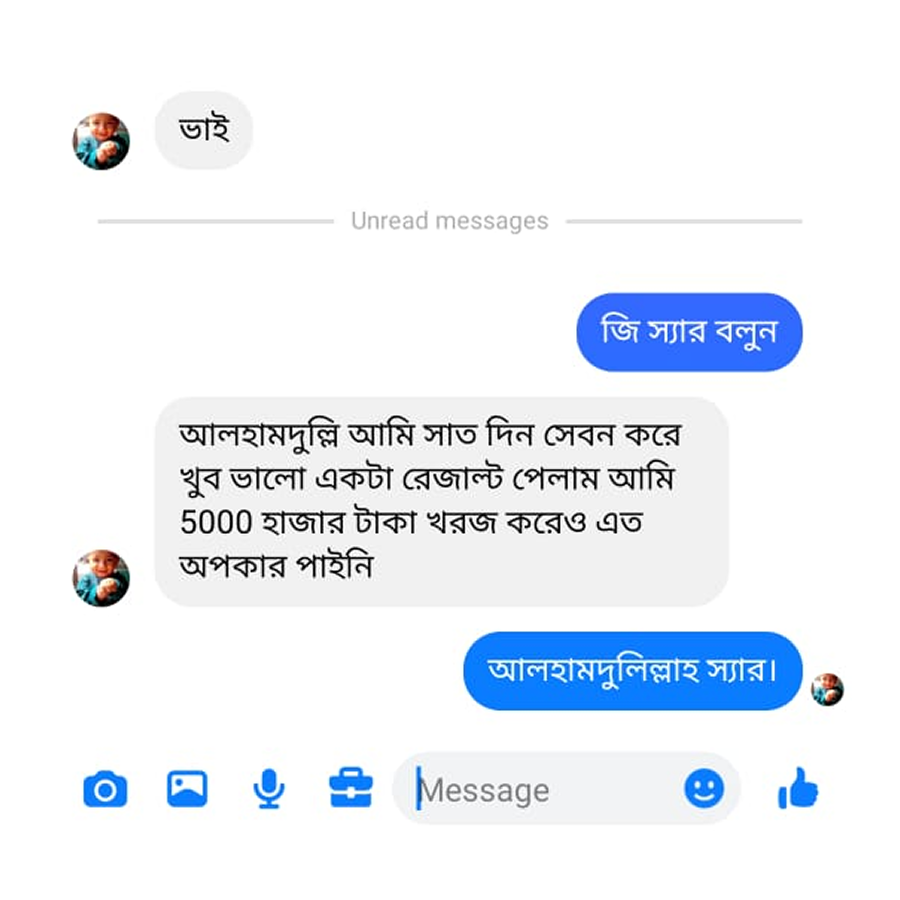 ভাই
Unread messages
জি স্যার বলুন
আলহামদুল্লি আমি সাত দিন সেবন করে
খুব ভালো একটা রেজাল্ট পেলাম আমি
5000 হাজার টাকা খরজ করেও এত
অপকার পাইনি
আলহামদুলিল্লাহ স্যার।
Message